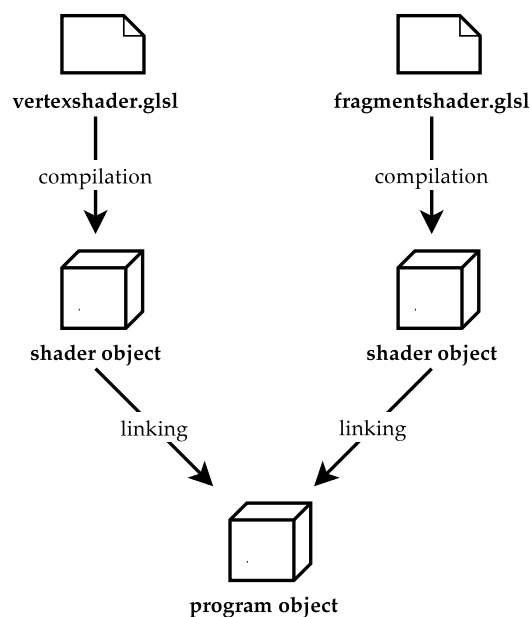 vertexshader.glsl fragmentshader.glsl
compilation compilation
shader object shader object
linking linking
program object